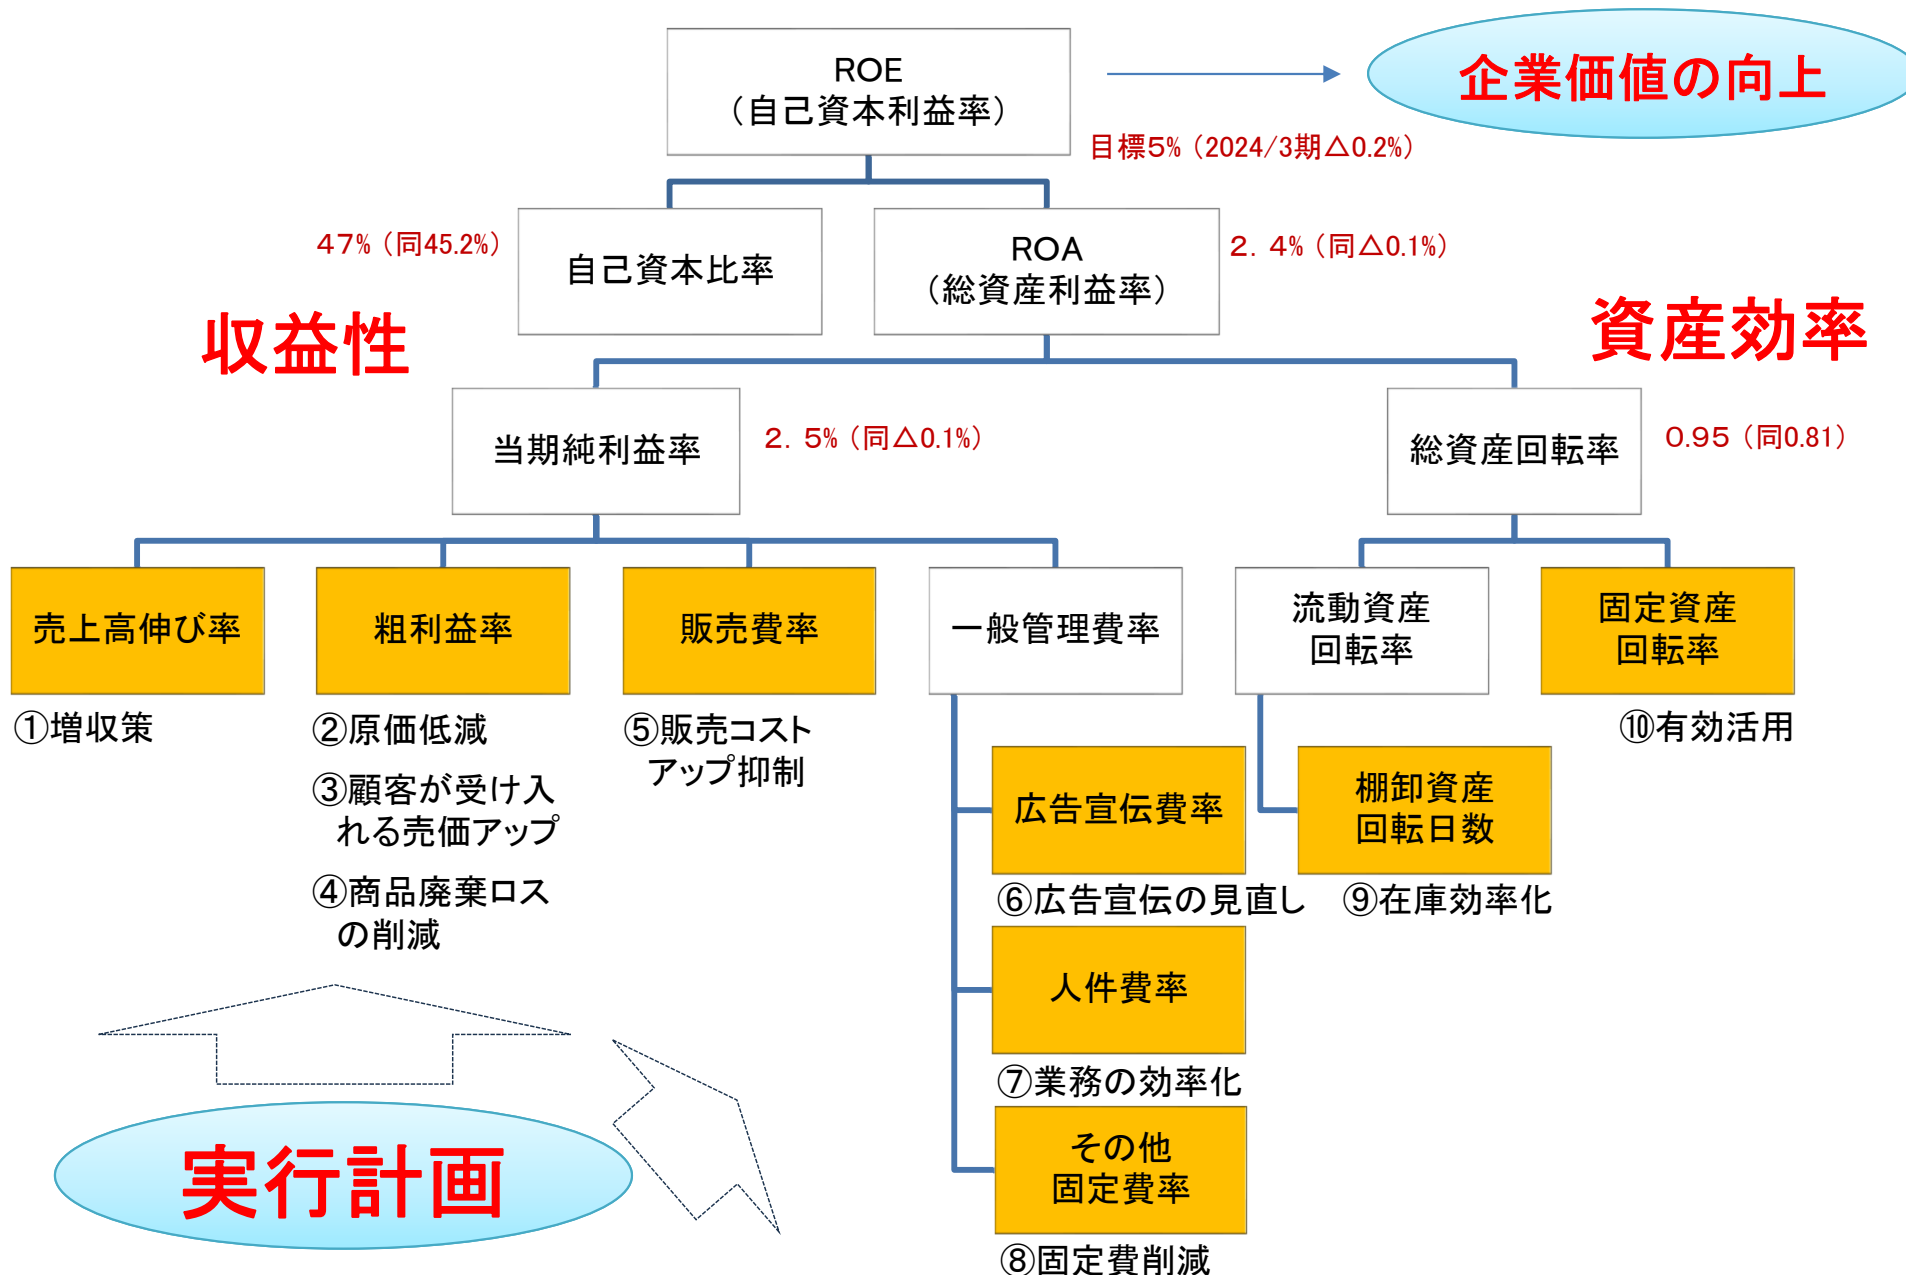 ROE
（自己資本利益率）
企業価値の向上
目標5%（2024/3期△0.2%）
47%（同45.2%）
自己資本比率
ROA
（総資産利益率）
2．4%（同△0.1%）
収益性
資産効率
当期純利益率
2．5%（同△0.1%）
総資産回転率
0.95（同0.81）
売上高伸び率
粗利益率
販売費率
一般管理費率
流動資産
回転率
固定資産
回転率
①増収策
②原価低減
③顧客が受け入
れる売価アップ
④商品廃棄ロス
の削減
⑤販売コスト
アップ抑制
⑩有効活用
広告宣伝費率
棚卸資産
回転日数
⑥広告宣伝の見直し
⑨在庫効率化
人件費率
⑦業務の効率化
その他
固定費率
⑧固定費削減
実行計画